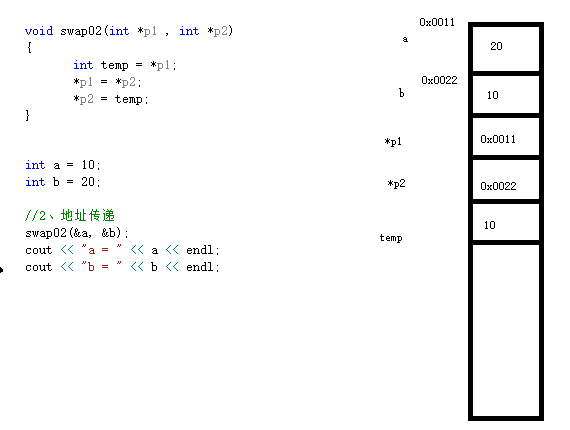 void swap02(int *p1 , int *p2)
{
int temp = *p1;
*p1 = *p2;
*p2 = temp;
}
int a = 10;
int b = 20;
//2、地址传递
swap02(&a, &b);
cout << "a = " << a << endl;
cout << "b = " << b << endl;
0x0011
a
20
0x0022
b
10
*p1
0x0011
*p2
0x0022
10
temp